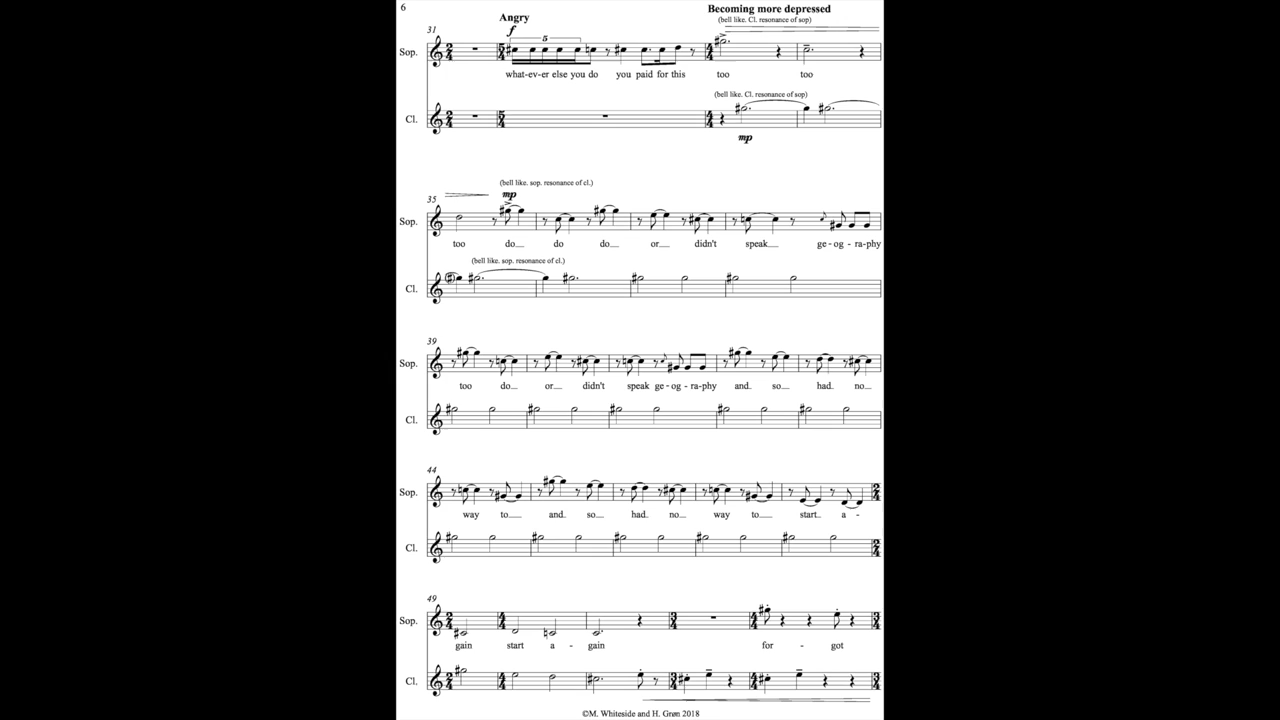 6
Becoming more depressed
(bell like. Cl. resonance of sop)
Angry
31
f
5
Sop.
what-ev-er else you do you paid for this too too
(bell like. Cl. resonance of sop)
Cl.
mp
(bell like. sop. resonance of cl.)
35
mp
Sop.
too do do do or didn't speak ge-og-ra-phy
(bell like. sop. resonance of cl.)
Cl.
39
Sop.
too do or didn't speak ge-og-ra-phy and so had no
Cl.
44
Sop.
way to and so had no way to start a-
Cl.
49
Sop.
gain start a - gain for - got
Cl.
©M. Whiteside and H. Grøn 2018